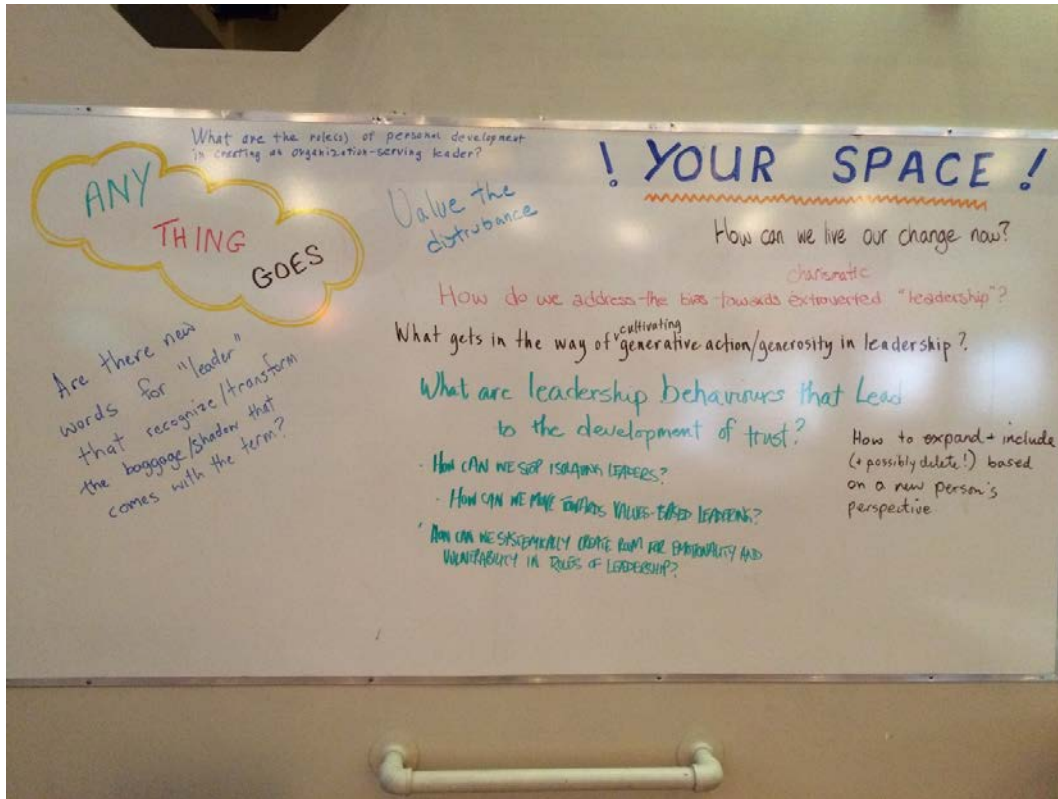 What are the role(s) of personal development
in creating an organization-serving leader?
ANY
THING
GOES
Value the
distrubance
! YOUR SPACE !
How can we live our change now?
charismatic
How do we address the bias towards extroverted "leadership"?
cultivating
What gets in the way of generative action/generosity in leadership?
What are leadership behaviours that Lead
to the development of trust?
Are there new
words for "leader"
that recognize/transform
the baggage/shadow that
comes with the term?
- HOW CAN WE STOP ISOLATING LEADERS?
- HOW CAN WE MOVE TOWARDS VALUES-BASED LEADERING?
' HOW CAN WE SYSTEMICALLY CREATE ROOM FOR EMOTIONALITY AND
VULNERABILITY IN ROLES OF LEADERSHIP?
How to expand + include
(+ possibly delete!) based
on a new person's
perspective